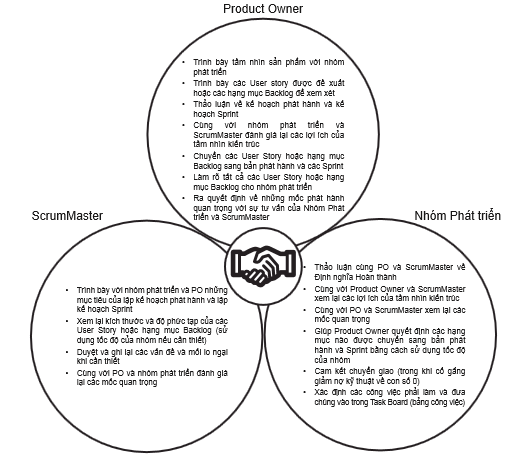 Product Owner
• Trình bày tầm nhìn sản phẩm với nhóm
phát triển
• Trình bày các User story được đề xuất
hoặc các hạng mục Backlog để xem xét
• Thảo luận về kế hoạch phát hành và kế
hoạch Sprint
• Cùng với nhóm phát triển và
ScrumMaster đánh giá lại các lợi ích của
tầm nhìn kiến trúc
• Chuyển các User Story hoặc hạng mục
Backlog sang bản phát hành và các Sprint
• Làm rõ tất cả các User Story hoặc hạng
mục Backlog cho nhóm phát triển
• Ra quyết định về những mốc phát hành
quan trọng với sự tư vấn của Nhóm Phát
triển và ScrumMaster
ScrumMaster
• Trình bày với nhóm phát triển và PO những
mục tiêu của lập kế hoạch phát hành và lập
kế hoạch Sprint
• Xem lại kích thước và độ phức tạp của các
User Story hoặc hạng mục Backlog (sử
dụng tốc độ của nhóm nếu cần thiết)
• Duyệt và ghi lại các vấn đề và mối lo ngại
khi cần thiết
• Cùng với PO và nhóm phát triển đánh giá
lại các mốc quan trọng
Nhóm Phát triển
• Thảo luận cùng PO và ScrumMaster về
Định nghĩa Hoàn thành
• Cùng với Product Owner và ScrumMaster
xem lại các lợi ích của tầm nhìn kiến trúc
• Cùng với PO và ScrumMaster xem lại các
mốc quan trọng
• Giúp Product Owner quyết định các hạng
mục nào được chuyển sang bản phát
hành và Sprint bằng cách sử dụng tốc độ
của nhóm
• Cam kết chuyển giao (trong khi cố gắng
giảm nợ kỹ thuật về con số 0)
• Xác định các công việc phải làm và đưa
chúng vào trong Task Board (bảng công việc)